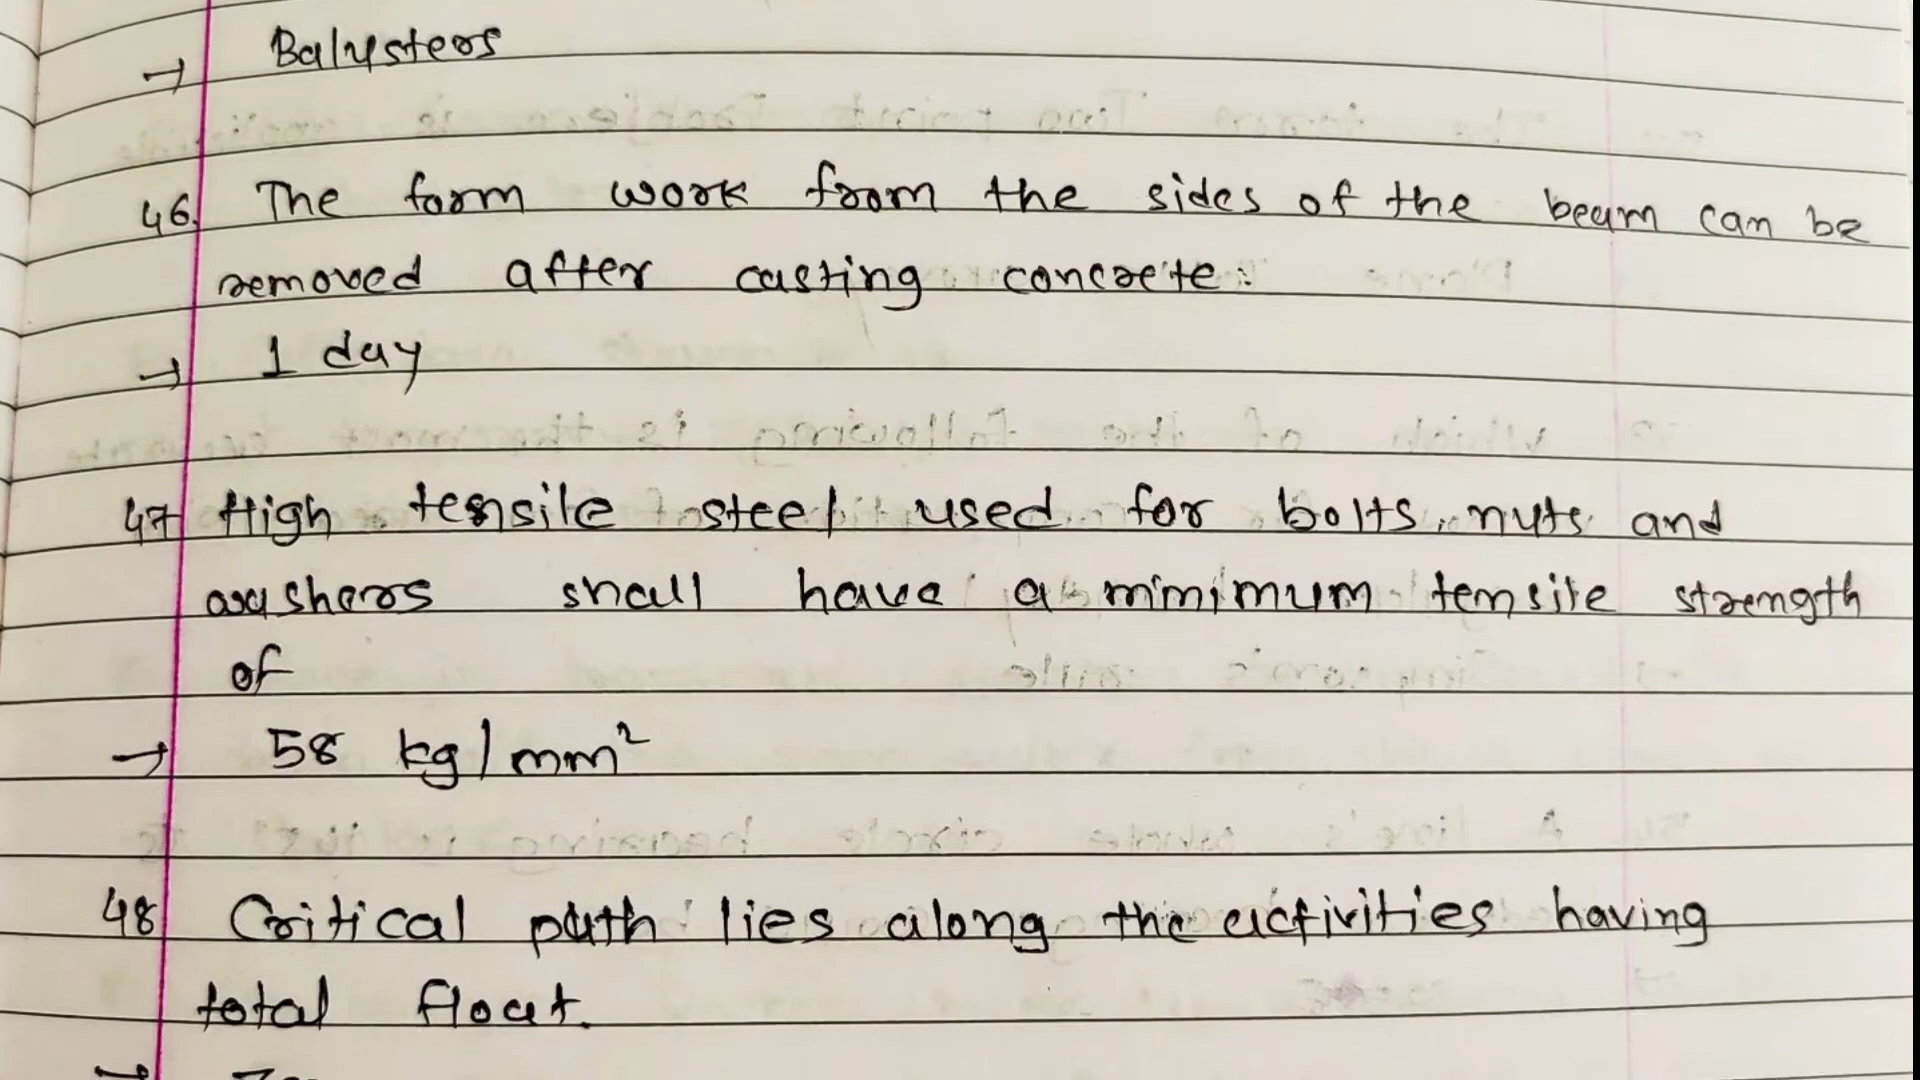 → Balusters
46. The form work from the sides of the beam can be
removed after casting concrete:
→ 1 day
47 High tensile steel used for bolts, nuts and
washers shall have a minimum tensile strength
of
→ 58 kg/mm²
48 Critical path lies along the activities having
total float.
→